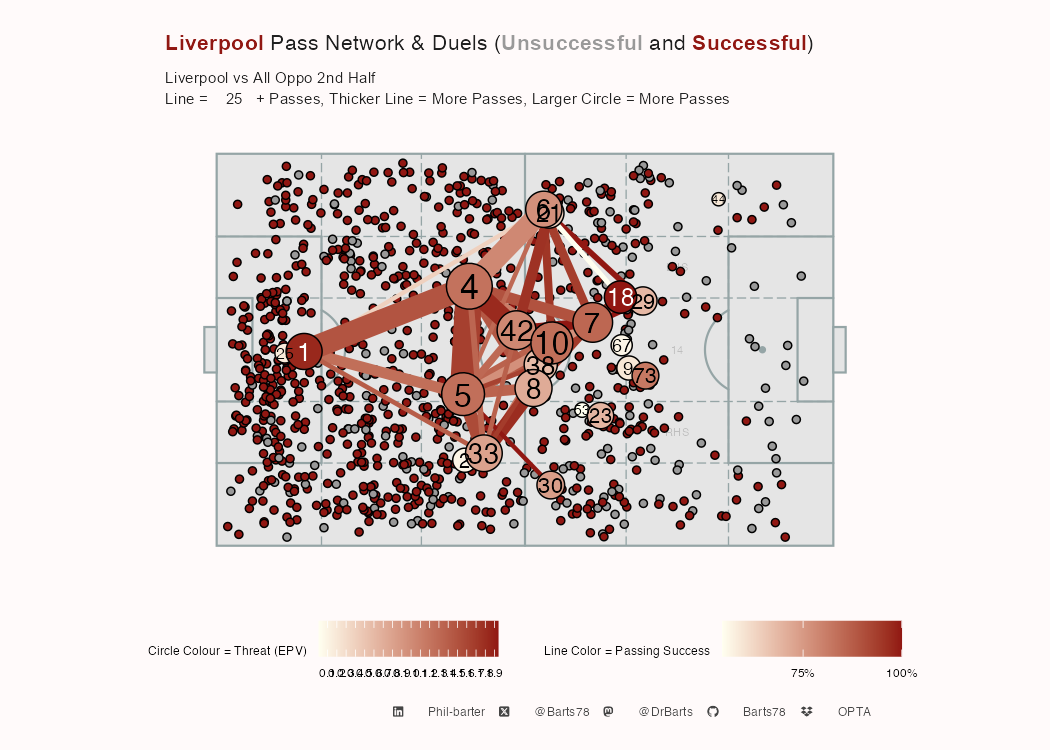 Liverpool Pass Network & Duels (Unsuccessful and Successful)
Liverpool vs All Oppo 2nd Half
Line = 25 + Passes, Thicker Line = More Passes, Larger Circle = More Passes
44
6
21
4
18
29
7
42
10
67
1
38
14
9
73
5
8
63
23
HHS
33
2
30
Circle Colour = Threat (EPV)
Line Color = Passing Success
75%
100%
Phil-barter
@Barts78
@DrBarts
Barts78
OPTA